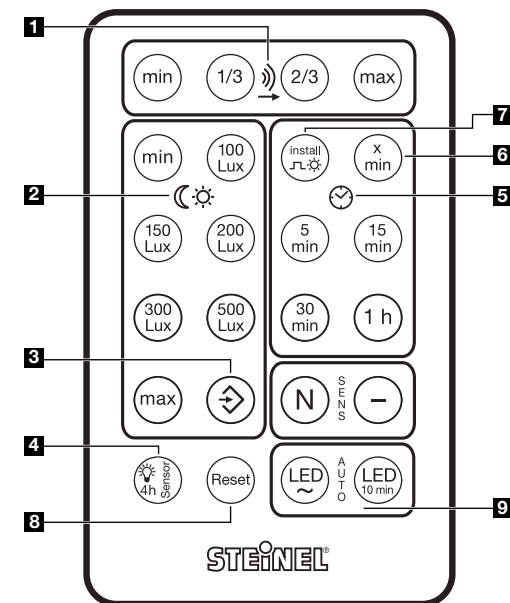 1
min 1/3 2/3 max
7
min 100 Lux install x min
6
2
5
150 Lux 200 Lux 5 min 15 min
300 Lux 500 Lux 30 min 1 h
3
max N SENS −
4
4h Sensor Reset LED ~ AUTO LED 10 min
8
9
STEINEL®